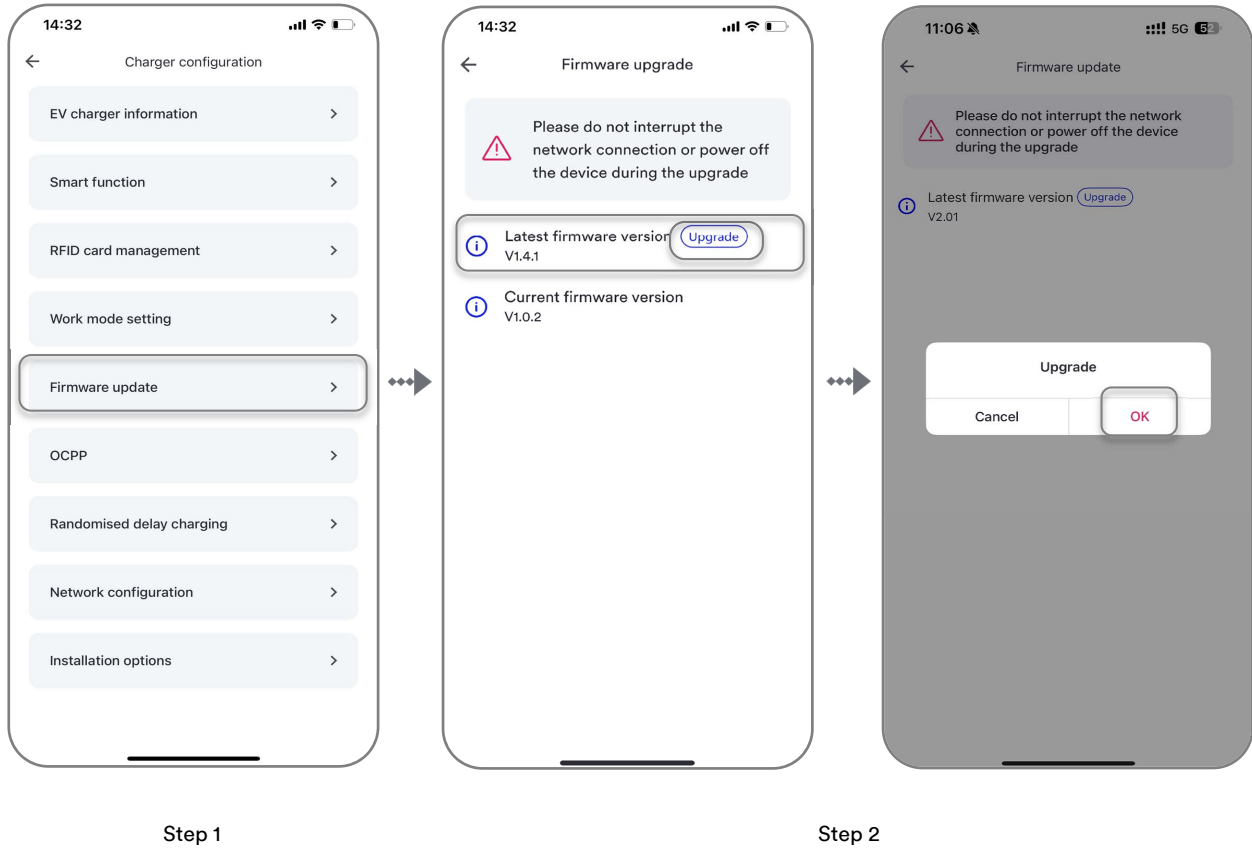 14:32
Charger configuration
EV charger information
Smart function
RFID card management
Work mode setting
Firmware update
OCPP
Randomised delay charging
Network configuration
Installation options
14:32
Firmware upgrade
Please do not interrupt the
network connection or power off
the device during the upgrade
Latest firmware version Upgrade
V1.4.1
Current firmware version
V1.0.2
11:06 5G 52
Firmware update
Please do not interrupt the network
connection or power off the device
during the upgrade
Latest firmware version Upgrade
V2.01
Upgrade
Cancel OK
Step 1
Step 2